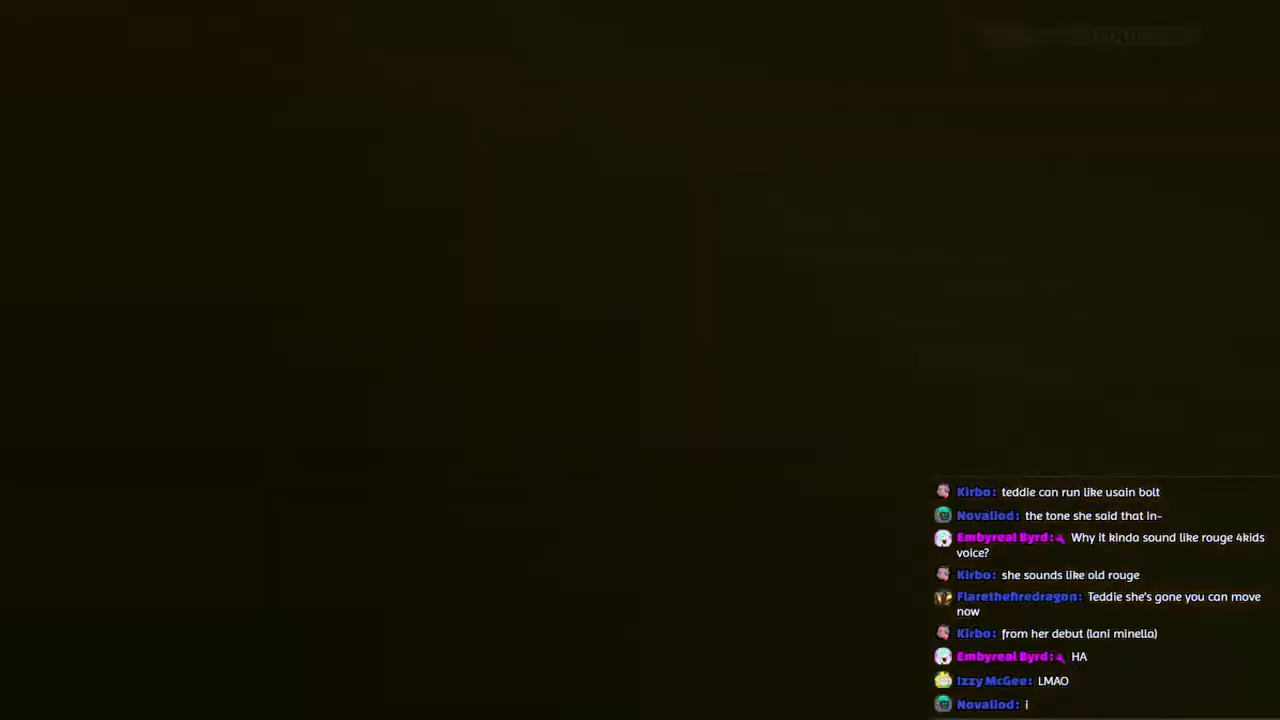 Kirbo: teddie can run like usain bolt
Novaliod: the tone she said that in-
Embyreal Byrd: Why it kinda sound like rouge 4kids
voice?
Kirbo: she sounds like old rouge
Flarethefiredragon: Teddie she's gone you can move
now
Kirbo: from her debut (lani minella)
Embyreal Byrd: HA
Izzy McGee: LMAO
Novaliod: i